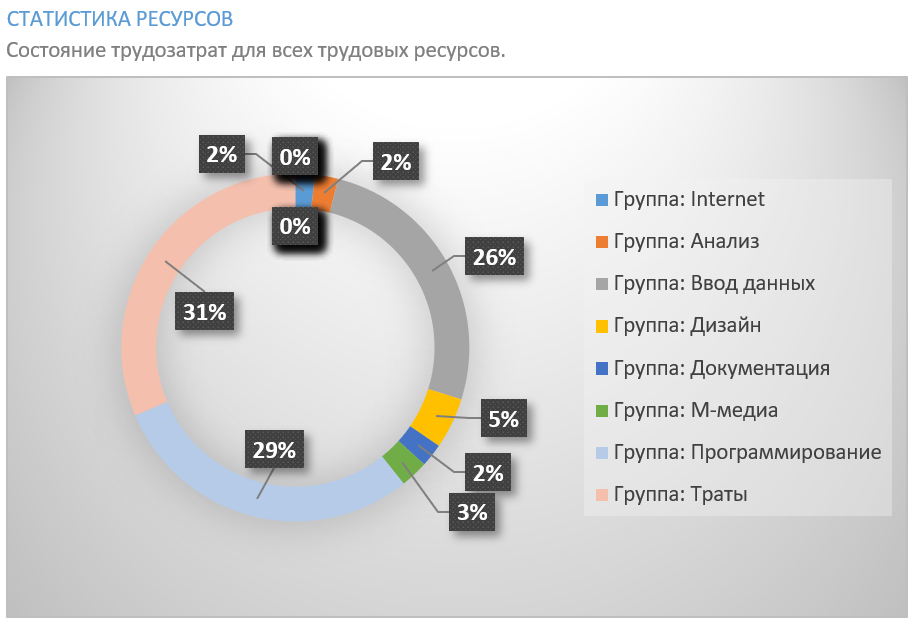 СТАТИСТИКА РЕСУРСОВ
Состояние трудозатрат для всех трудовых ресурсов.
2%
0%
2%
0%
26%
31%
5%
29%
2%
3%
Группа: Internet
Группа: Анализ
Группа: Ввод данных
Группа: Дизайн
Группа: Документация
Группа: М-медиа
Группа: Программирование
Группа: Траты